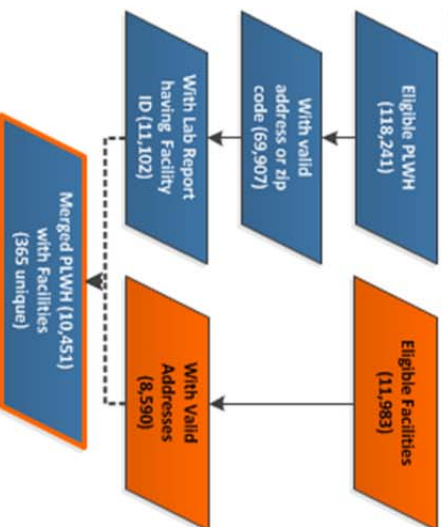 Eligible PLWH
(118,241)
With valid
address or zip
code (69,907)
With Lab Report
having Facility
ID (11,102)
Eligible Facilities
(11,983)
With Valid
Addresses
(8,590)
Merged PLWH (10,451)
with Facilities
(365 unique)